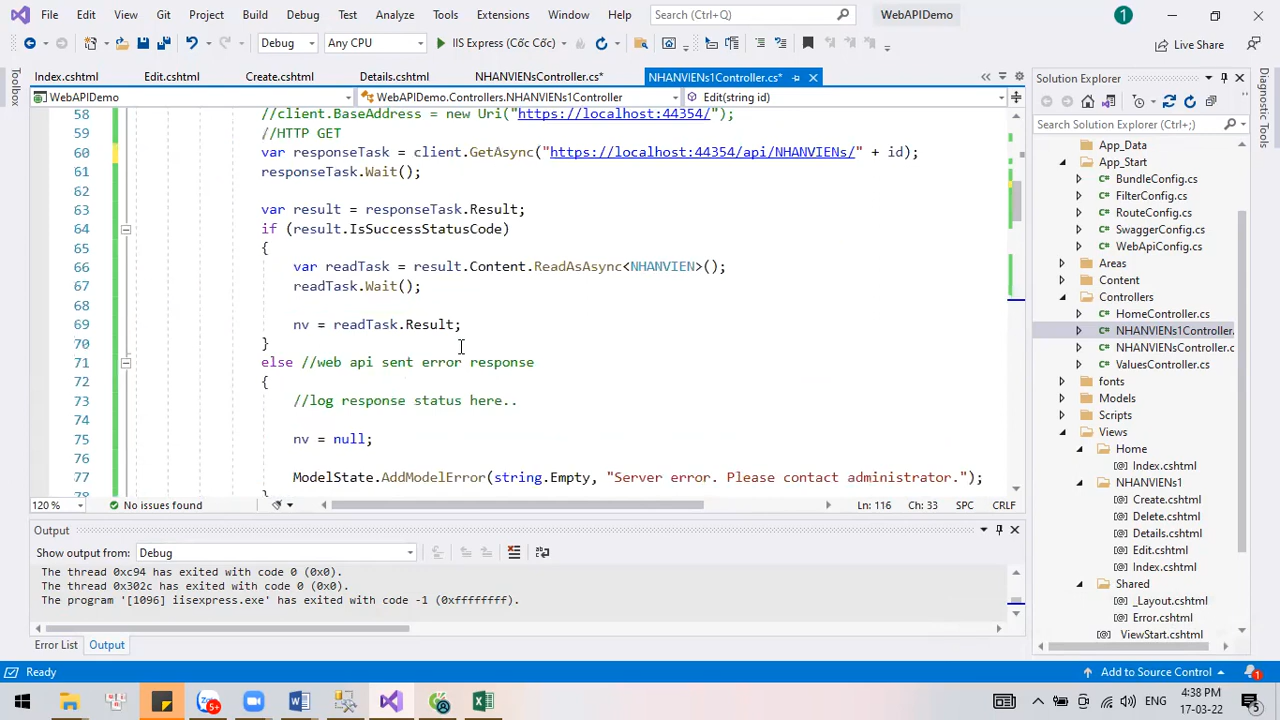 File Edit View Git Project Build Debug Test Analyze Tools Extensions Window Help Search (Ctrl+Q) WebAPIDemo 1
Debug Any CPU IIS Express (Cốc Cốc) Live Share
Index.cshtml Edit.cshtml Create.cshtml Details.cshtml NHANVIENsController.cs* NHANVIENs1Controller.cs*
WebAPIDemo WebAPIDemo.Controllers.NHANVIENs1Controller Edit(string id)
58 //client.BaseAddress = new Uri("https://localhost:44354/");
59 //HTTP GET
60 var responseTask = client.GetAsync("https://localhost:44354/api/NHANVIENs/" + id);
61 responseTask.Wait();
62
63 var result = responseTask.Result;
64 if (result.IsSuccessStatusCode)
65 {
66 var readTask = result.Content.ReadAsAsync<NHANVIEN>();
67 readTask.Wait();
68
69 nv = readTask.Result;
70 }
71 else //web api sent error response
72 {
73 //log response status here..
74
75 nv = null;
76
77 ModelState.AddModelError(string.Empty, "Server error. Please contact administrator.");
78 }
120 % No issues found Ln: 116 Ch: 33 SPC CRLF
Output
Show output from: Debug
The thread 0xc94 has exited with code 0 (0x0).
The thread 0x302c has exited with code 0 (0x0).
The program '[1096] iisexpress.exe' has exited with code -1 (0xffffffff).
Error List Output
Toolbox
Solution Explorer
Search Solution Explorer (Ctrl+;)
App_Data
App_Start
BundleConfig.cs
FilterConfig.cs
RouteConfig.cs
SwaggerConfig.cs
WebApiConfig.cs
Areas
Content
Controllers
HomeController.cs
NHANVIENs1Controller.
NHANVIENsController.c
ValuesController.cs
fonts
Models
Scripts
Views
Home
Index.cshtml
NHANVIENs1
Create.cshtml
Delete.cshtml
Details.cshtml
Edit.cshtml
Index.cshtml
Shared
_Layout.cshtml
Error.cshtml
ViewStart.cshtml
Diagnostic Tools
Ready Add to Source Control 1
5+ ENG 4:38 PM
17-03-22 5